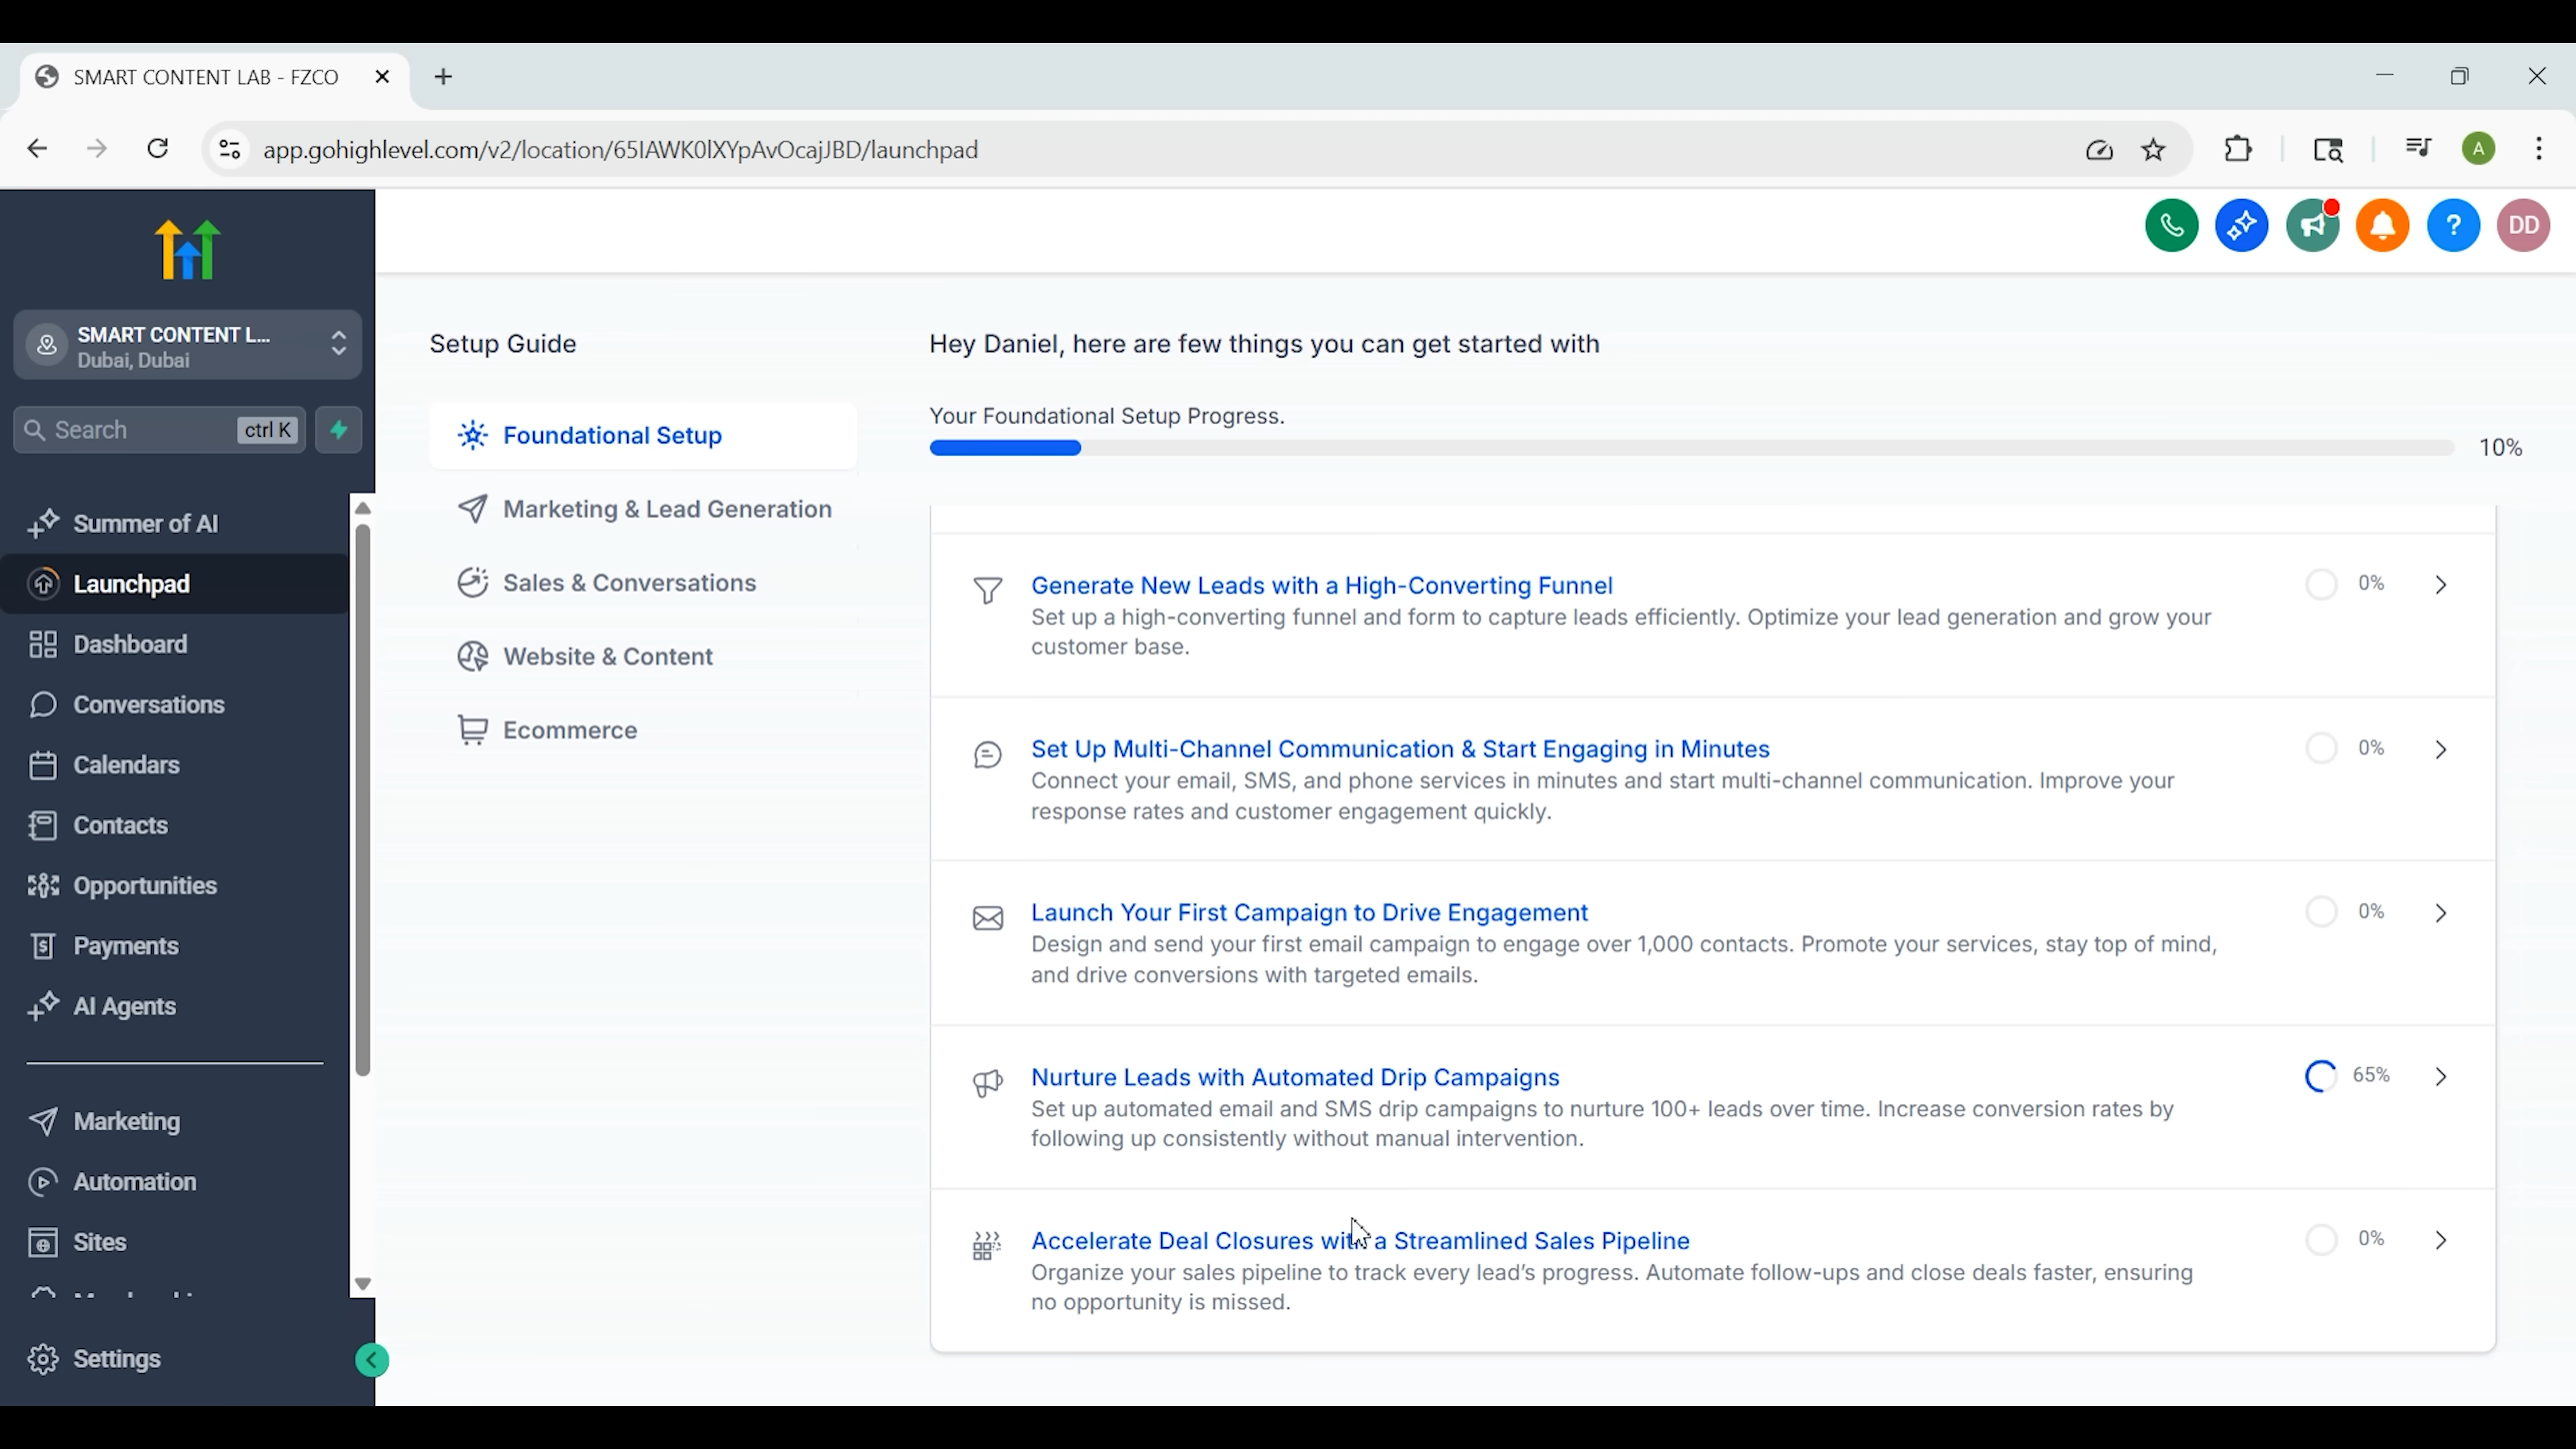 SMART CONTENT LAB - FZCO
app.gohighlevel.com/v2/location/65IAWK0lXYpAvOcajJBD/launchpad
A
DD
SMART CONTENT L...
Dubai, Dubai
Search
ctrl K
Summer of AI
Launchpad
Dashboard
Conversations
Calendars
Contacts
Opportunities
Payments
AI Agents
Marketing
Automation
Sites
Settings
Setup Guide
Foundational Setup
Marketing & Lead Generation
Sales & Conversations
Website & Content
Ecommerce
Hey Daniel, here are few things you can get started with
Your Foundational Setup Progress.
10%
Generate New Leads with a High-Converting Funnel
0%
Set up a high-converting funnel and form to capture leads efficiently. Optimize your lead generation and grow your
customer base.
Set Up Multi-Channel Communication & Start Engaging in Minutes
0%
Connect your email, SMS, and phone services in minutes and start multi-channel communication. Improve your
response rates and customer engagement quickly.
Launch Your First Campaign to Drive Engagement
0%
Design and send your first email campaign to engage over 1,000 contacts. Promote your services, stay top of mind,
and drive conversions with targeted emails.
Nurture Leads with Automated Drip Campaigns
65%
Set up automated email and SMS drip campaigns to nurture 100+ leads over time. Increase conversion rates by
following up consistently without manual intervention.
Accelerate Deal Closures with a Streamlined Sales Pipeline
0%
Organize your sales pipeline to track every lead's progress. Automate follow-ups and close deals faster, ensuring
no opportunity is missed.